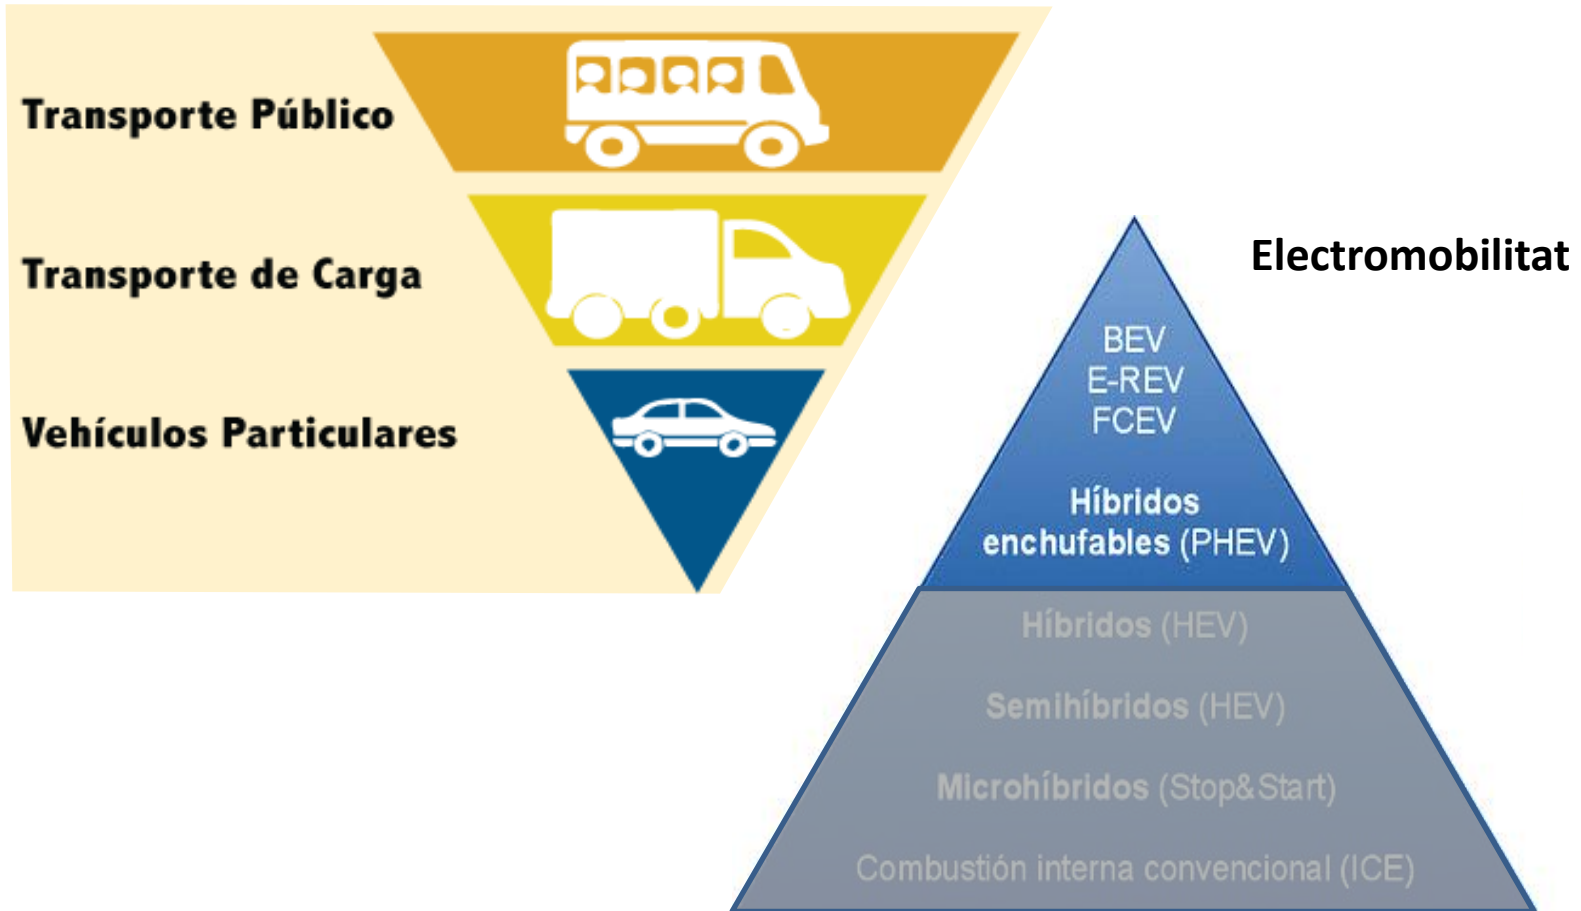 Transporte Público
Transporte de Carga
Vehículos Particulares
Electromobilitat
BEV
E-REV
FCEV
Híbridos
enchufables (PHEV)
Híbridos (HEV)
Semihíbridos (HEV)
Microhíbridos (Stop&Start)
Combustión interna convencional (ICE)